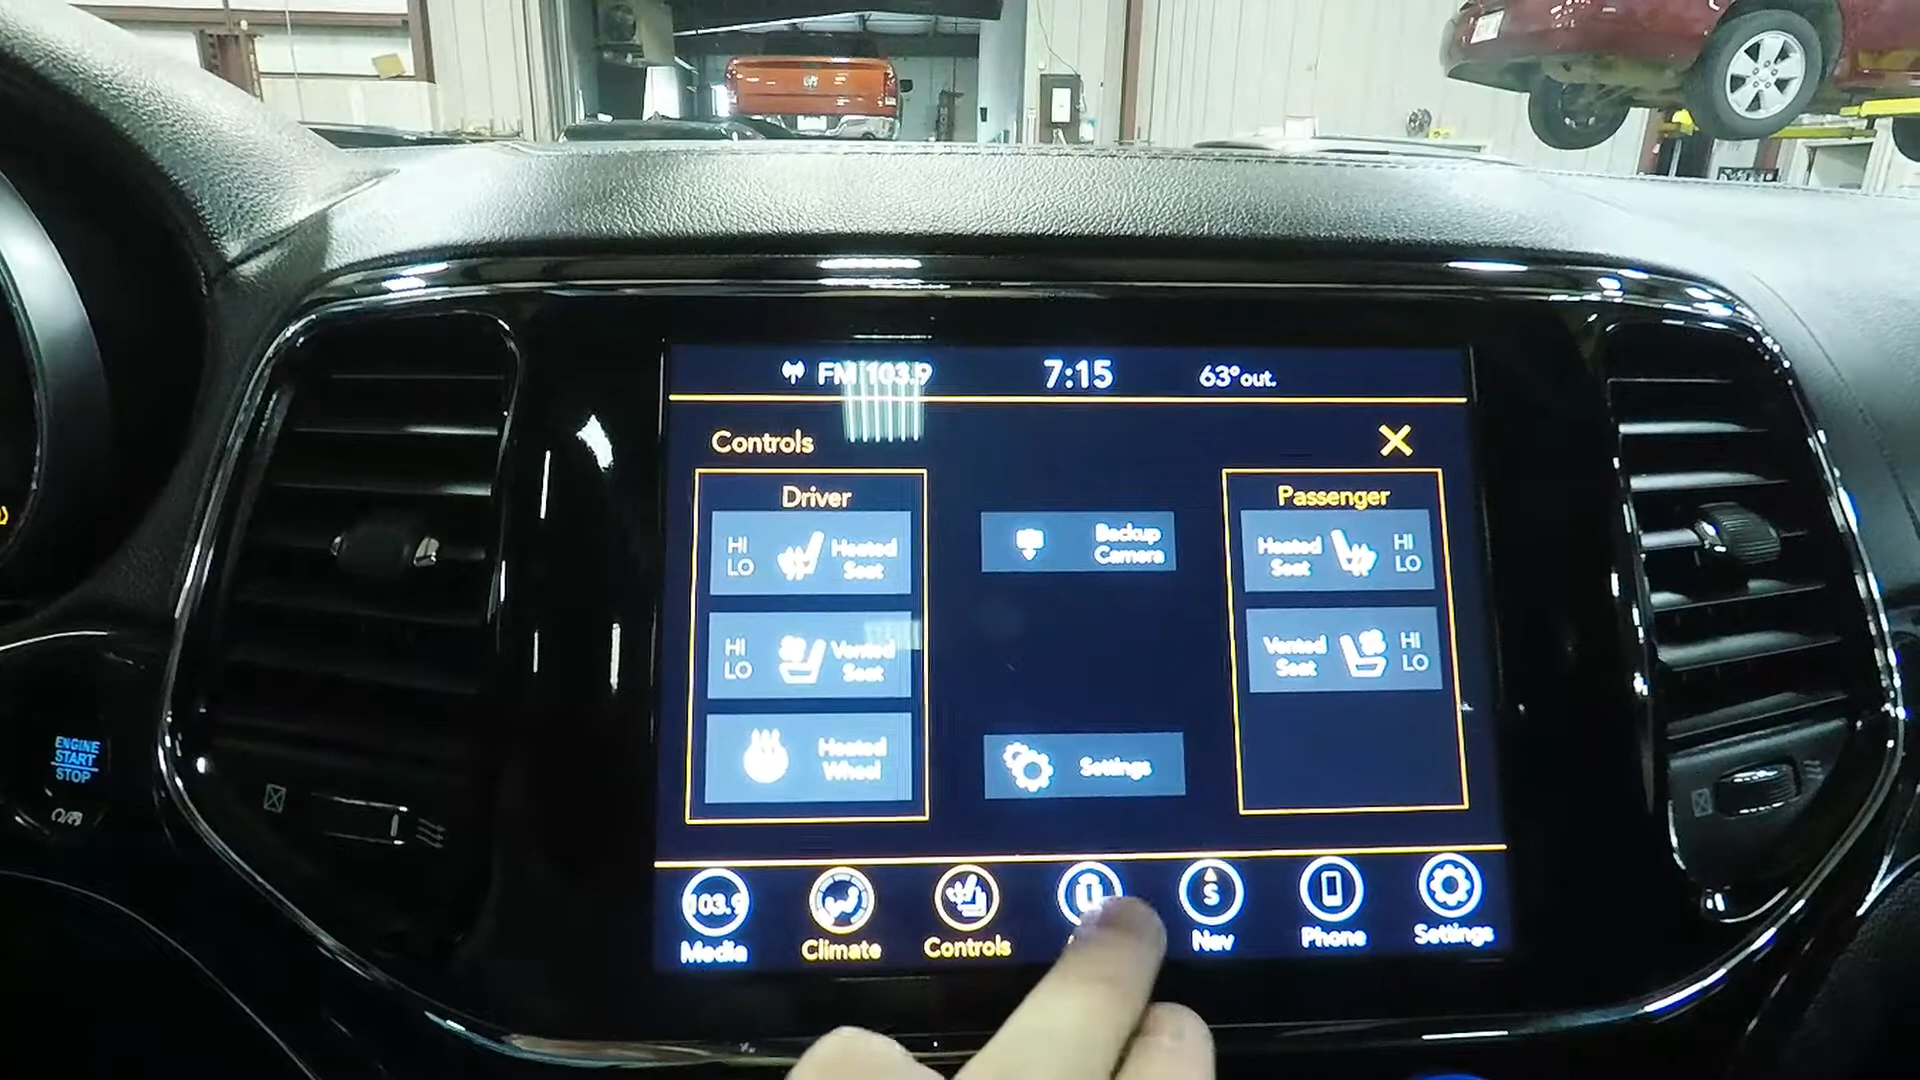 FM 103.9
7:15
63°out.
Controls
Driver
Passenger
HI
LO
Heated
Seat
Backup
Camera
Heated
Seat
HI
LO
HI
LO
Vented
Seat
Vented
Seat
HI
LO
Heated
Wheel
Settings
ENGINE
START
STOP
103.9
S
Media
Climate
Controls
Nav
Phone
Settings